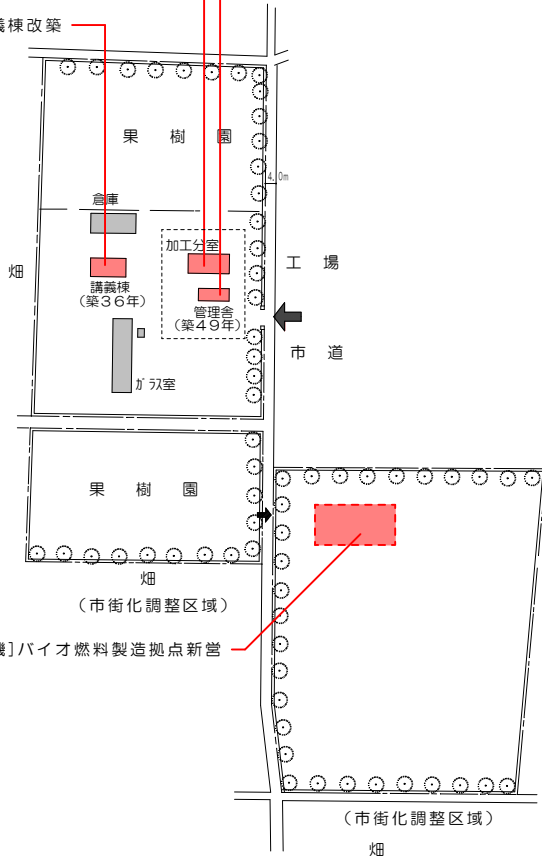 棟改築
果樹園
4.0m
倉庫
加工分室
工場
畑
講義棟
(築36年)
管理舎
(築49年)
市道
ガラス室
果樹園
畑
(市街化調整区域)
]バイオ燃料製造拠点新営
(市街化調整区域)
畑